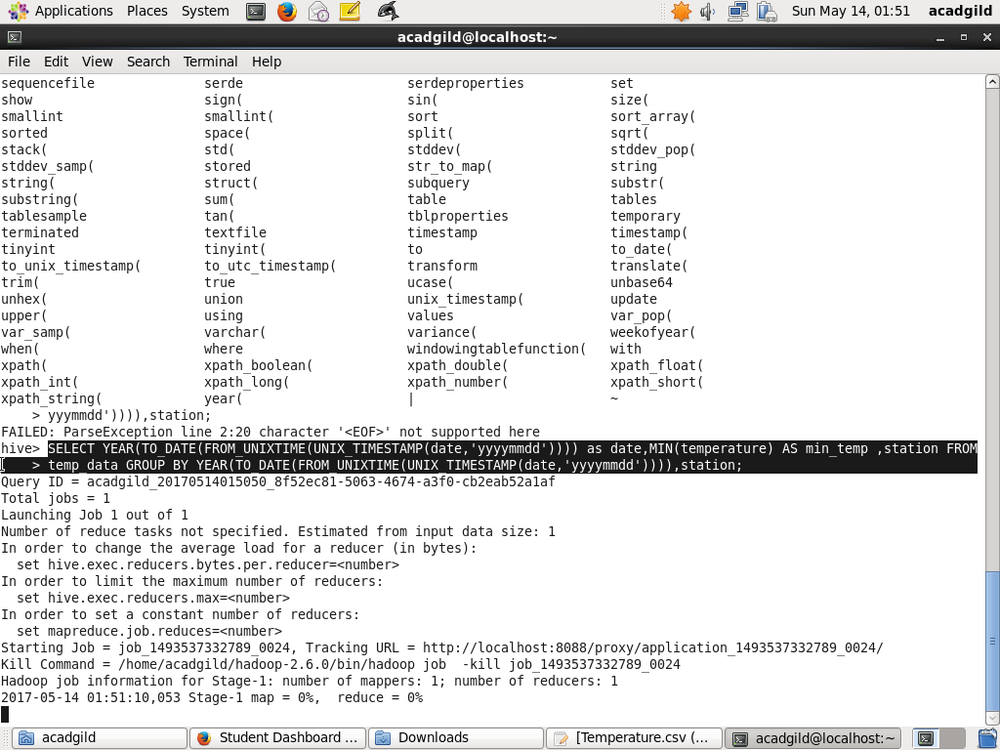 Applications Places System Sun May 14, 01:51 acadgild
acadgild@localhost:~
File Edit View Search Terminal Help
sequencefile serde serdeproperties set
show sign( sin( size(
smallint smallint( sort sort_array(
sorted space( split( sqrt(
stack( std( stddev( stddev_pop(
stddev_samp( stored str_to_map( string
string( struct( subquery substr(
substring( sum( table tables
tablesample tan( tblproperties temporary
terminated textfile timestamp timestamp(
tinyint tinyint( to to_date(
to_unix_timestamp( to_utc_timestamp( transform translate(
trim( true ucase( unbase64
unhex( union unix_timestamp( update
upper( using values var_pop(
var_samp( varchar( variance( weekofyear(
when( where windowingtablefunction( with
xpath( xpath_boolean( xpath_double( xpath_float(
xpath_int( xpath_long( xpath_number( xpath_short(
xpath_string( year( | ~
    > yyymmdd')))),station;
FAILED: ParseException line 2:20 character '<EOF>' not supported here
hive> SELECT YEAR(TO_DATE(FROM_UNIXTIME(UNIX_TIMESTAMP(date,'yyyymmdd')))) as date,MIN(temperature) AS min_temp ,station FROM
    > temp_data GROUP BY YEAR(TO_DATE(FROM_UNIXTIME(UNIX_TIMESTAMP(date,'yyyymmdd')))),station;
Query ID = acadgild_20170514015050_8f52ec81-5063-4674-a3f0-cb2eab52a1af
Total jobs = 1
Launching Job 1 out of 1
Number of reduce tasks not specified. Estimated from input data size: 1
In order to change the average load for a reducer (in bytes):
  set hive.exec.reducers.bytes.per.reducer=<number>
In order to limit the maximum number of reducers:
  set hive.exec.reducers.max=<number>
In order to set a constant number of reducers:
  set mapreduce.job.reduces=<number>
Starting Job = job_1493537332789_0024, Tracking URL = http://localhost:8088/proxy/application_1493537332789_0024/
Kill Command = /home/acadgild/hadoop-2.6.0/bin/hadoop job  -kill job_1493537332789_0024
Hadoop job information for Stage-1: number of mappers: 1; number of reducers: 1
2017-05-14 01:51:10,053 Stage-1 map = 0%,  reduce = 0%
acadgild Student Dashboard ... Downloads [Temperature.csv (... acadgild@localhost:~